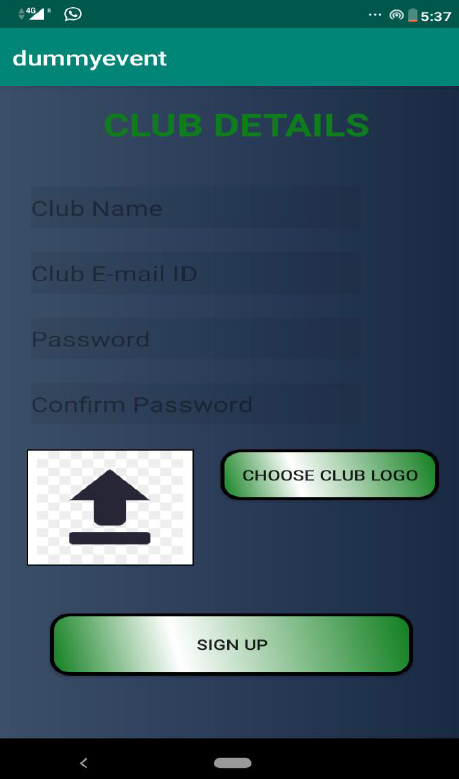 4G R
5:37
dummyevent
CLUB DETAILS
Club Name
Club E-mail ID
Password
Confirm Password
CHOOSE CLUB LOGO
SIGN UP